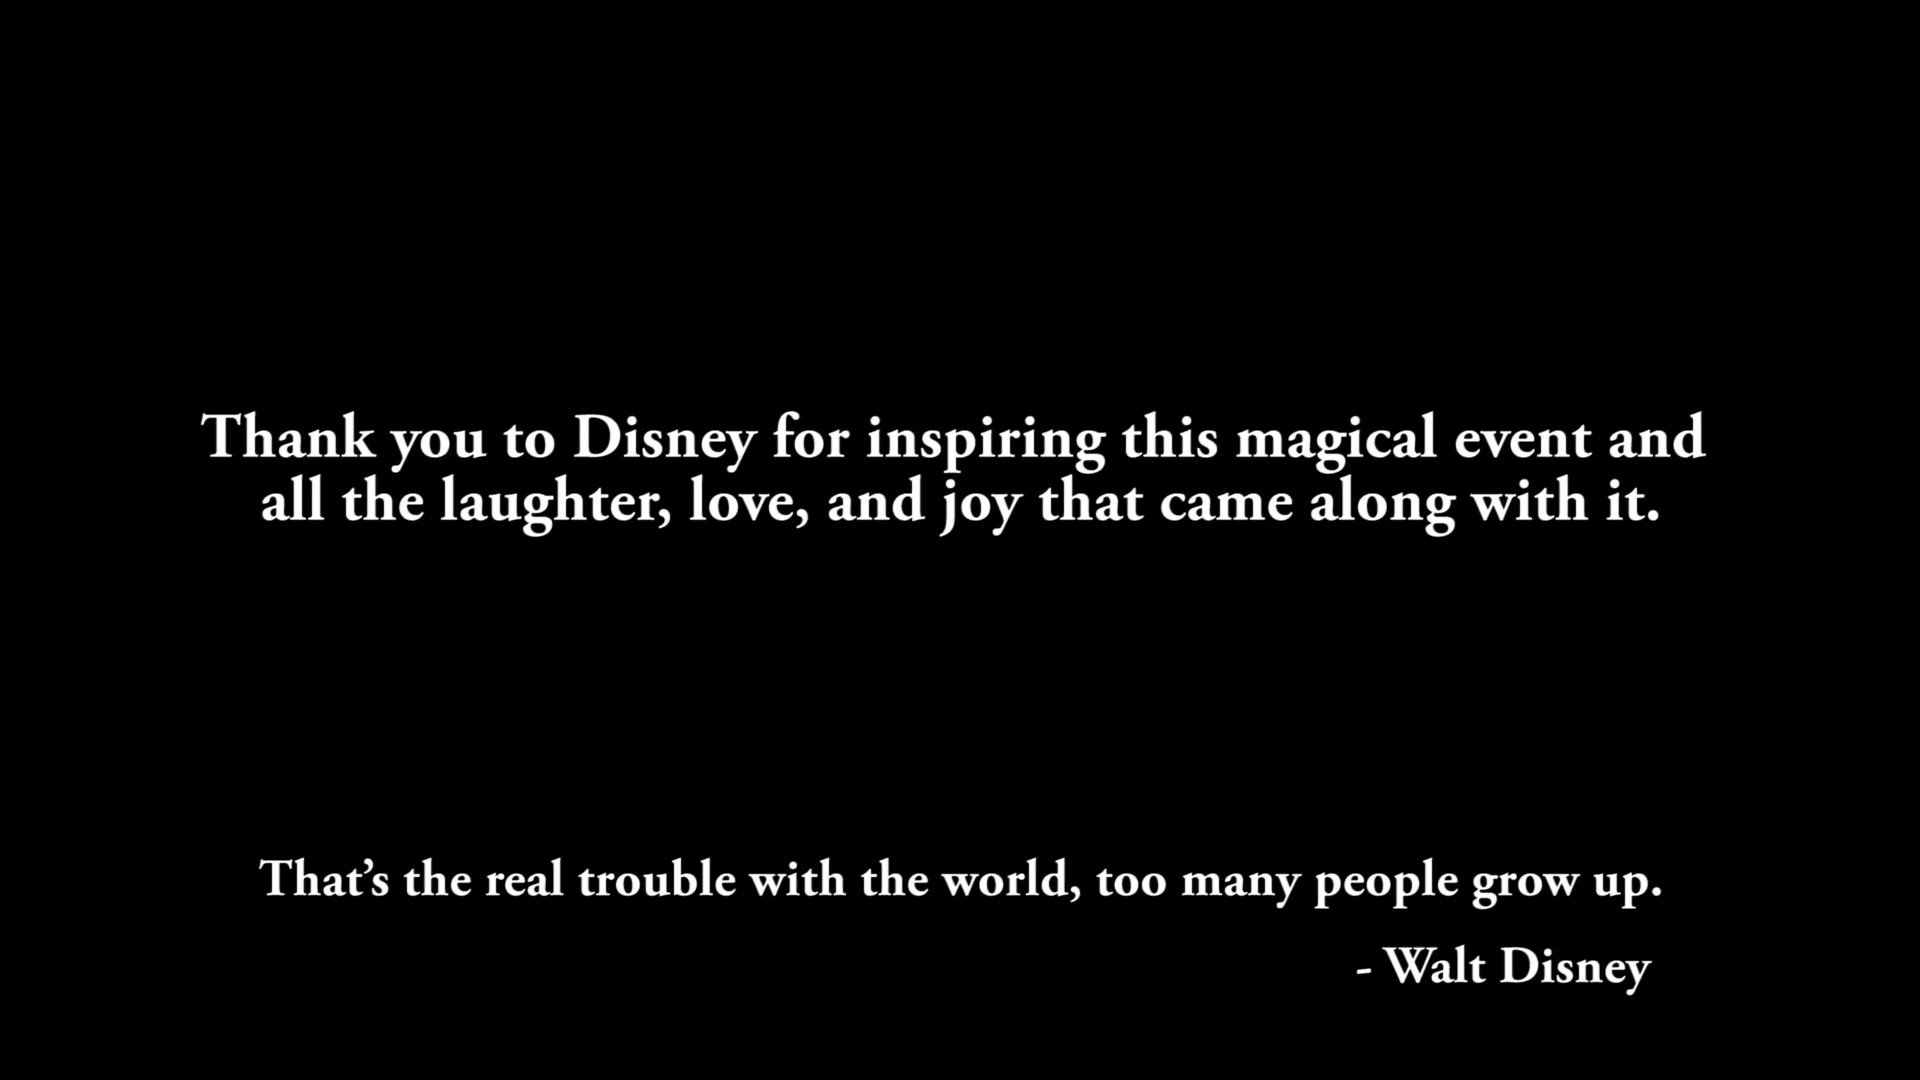 Thank you to Disney for inspiring this magical event and
all the laughter, love, and joy that came along with it.
That’s the real trouble with the world, too many people grow up.
- Walt Disney